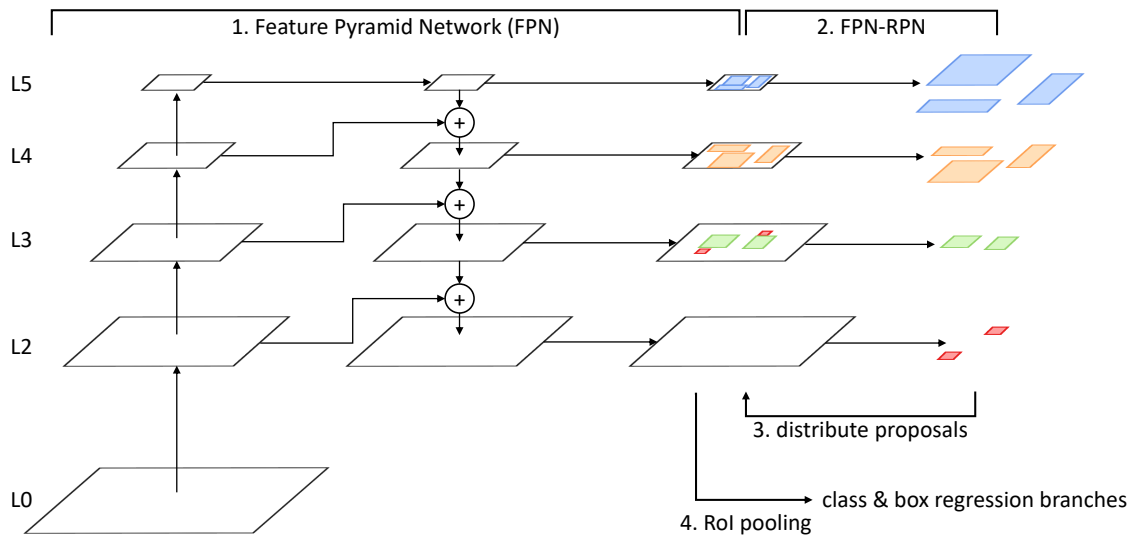 1. Feature Pyramid Network (FPN)
2. FPN-RPN
L5
+
L4
+
L3
+
L2
3. distribute proposals
L0
class & box regression branches
4. RoI pooling